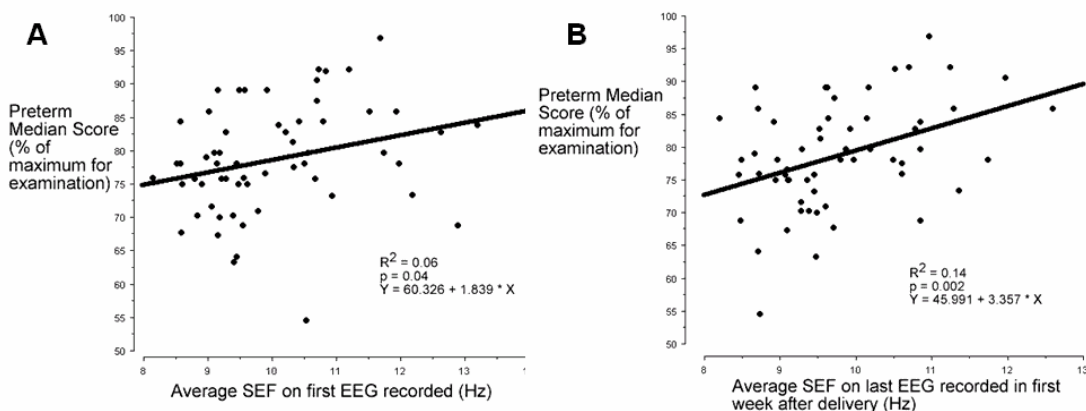 A
Preterm
Median Score
(% of
maximum for
examination)
100
95
90
85
80
75
70
65
60
55
50
R2 = 0.06
p = 0.04
Y = 60.326 + 1.839 * X
8 9 10 11 12 13
Average SEF on first EEG recorded (Hz)
B
Preterm Median
Score (% of
maximum for
examination)
100
95
90
85
80
75
70
65
60
55
50
R2 = 0.14
p = 0.002
Y = 45.991 + 3.357 * X
8 9 10 11 12 13
Average SEF on last EEG recorded in first
week after delivery (Hz)